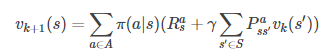 v_{k+1}(s) = \sum_{a \in A} \pi(a|s)(R_s^a + \gamma \sum_{s' \in S} P_{ss'}^a v_k(s'))